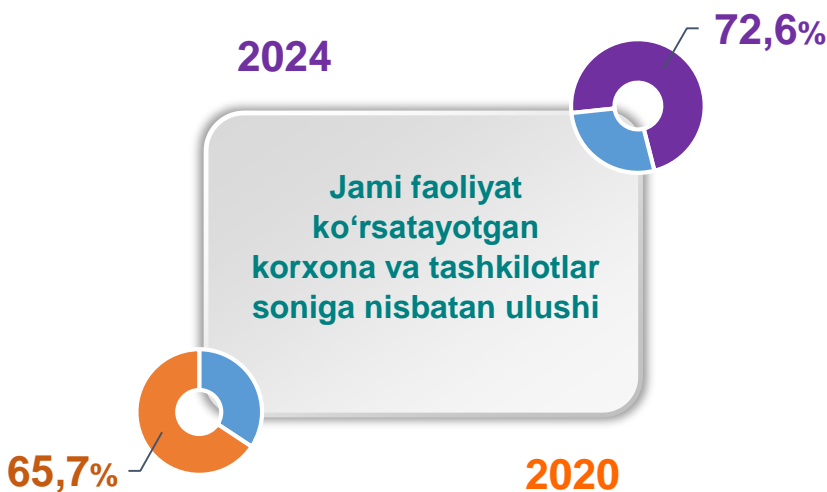 72,6%
2024
Jami faoliyat
ko‘rsatayotgan
korxona va tashkilotlar
soniga nisbatan ulushi
65,7%
2020